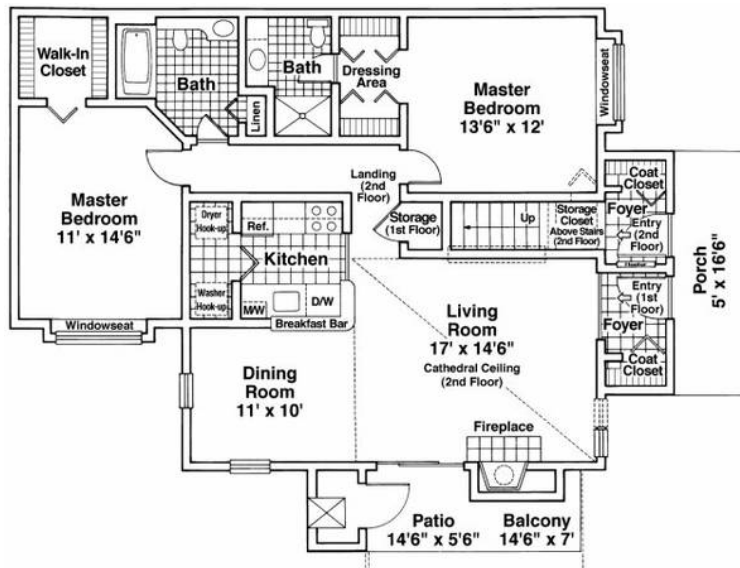 Walk-In
Closet
Bath
Linen
Bath
Dressing
Area
Master
Bedroom
13'6" x 12'
Windowseat
Master
Bedroom
11' x 14'6"
Windowseat
Landing
(2nd
Floor)
Storage
(1st Floor)
Up
Storage
Closet
Above Stairs
(2nd Floor)
Coat
Closet
Foyer
Entry
(2nd
Floor)
Porch
5' x 16'6"
Entry
(1st
Floor)
Foyer
Coat
Closet
Dryer
Hook-up
Ref.
Kitchen
Washer
Hook-up
M/W
D/W
Breakfast Bar
Living
Room
17' x 14'6"
Cathedral Ceiling
(2nd Floor)
Dining
Room
11' x 10'
Fireplace
Patio
14'6" x 5'6"
Balcony
14'6" x 7'